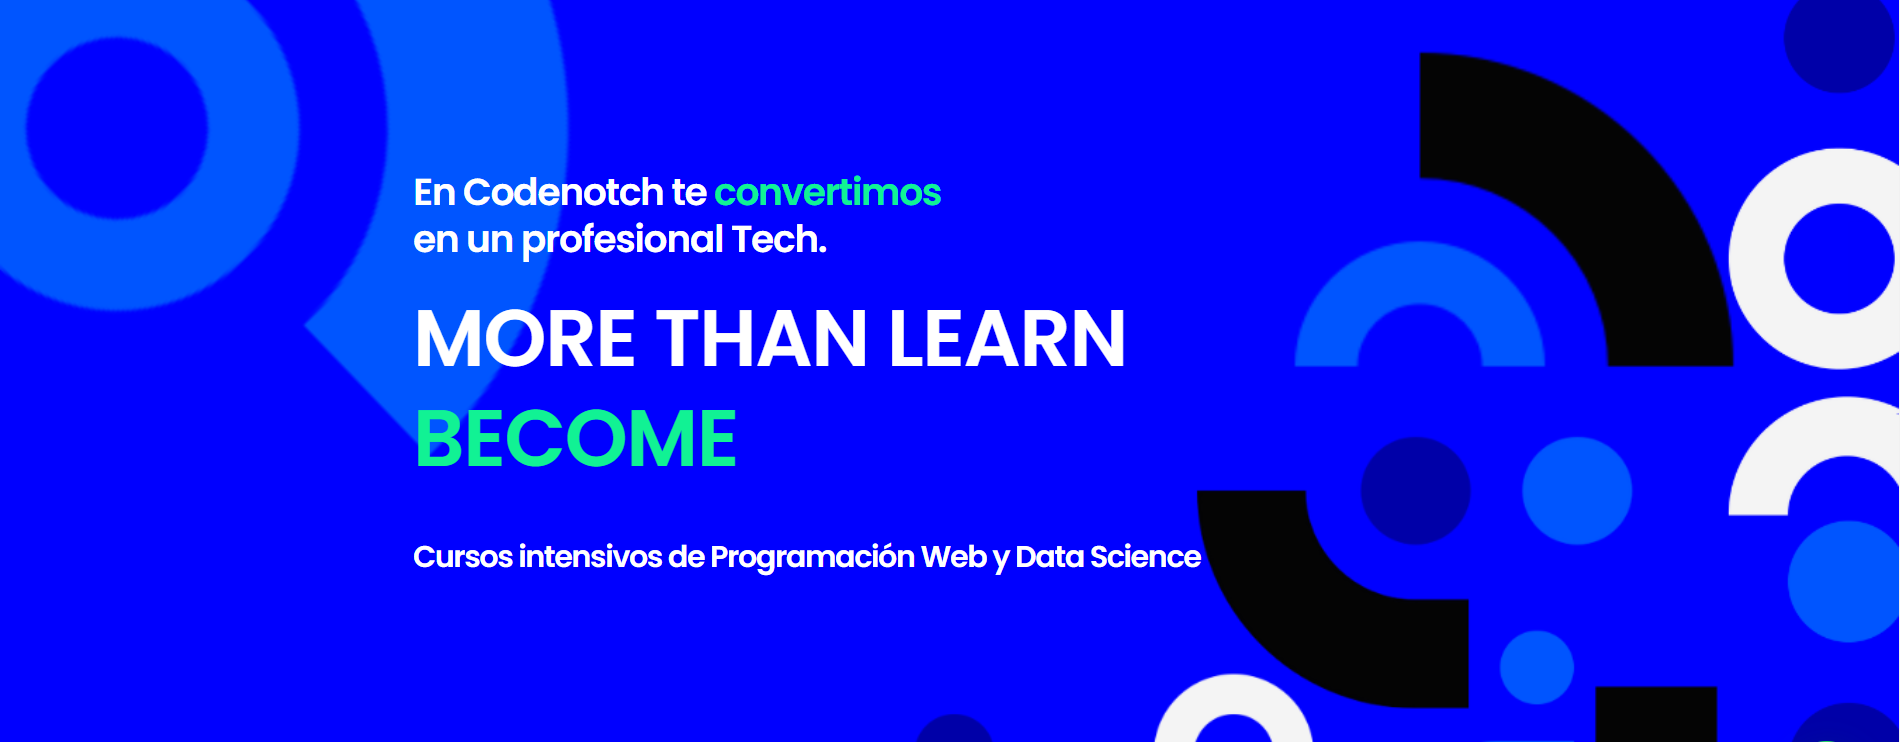 En Codenotch te convertimos
en un profesional Tech.
MORE THAN LEARN
BECOME
Cursos intensivos de Programación Web y Data Science